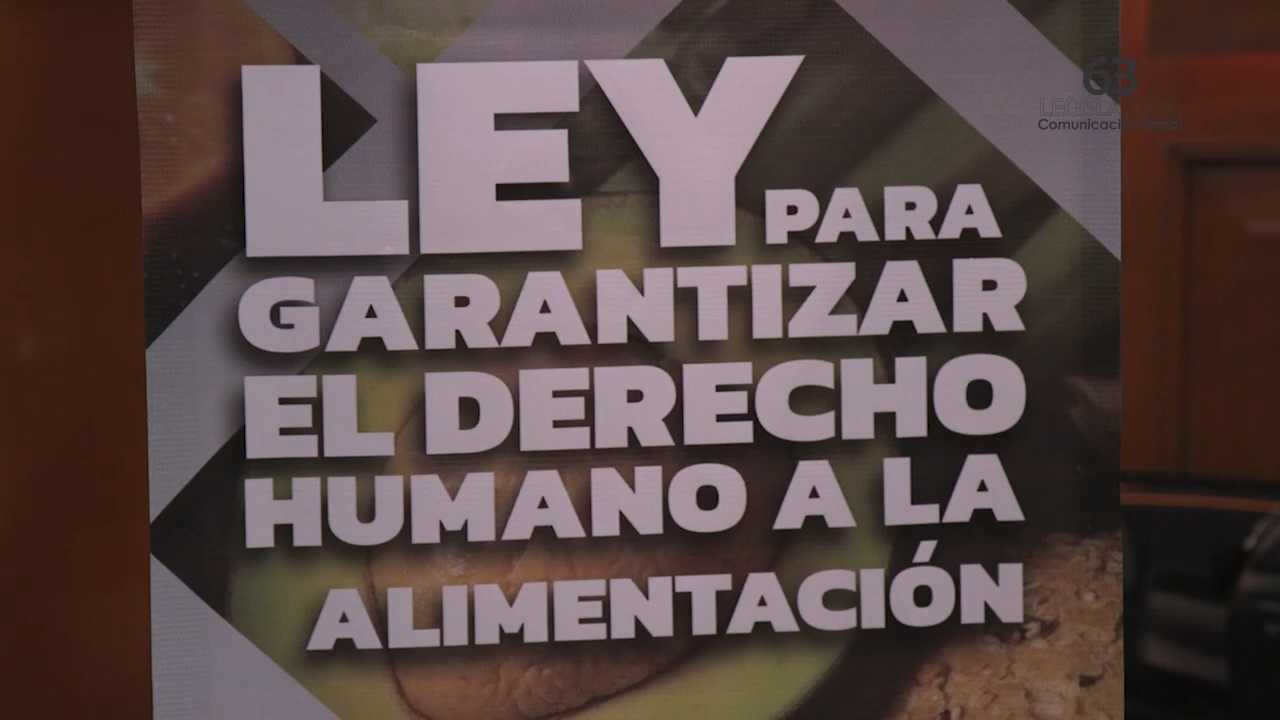 LEY PARA
GARANTIZAR
EL DERECHO
HUMANO A LA
ALIMENTACIÓN
63